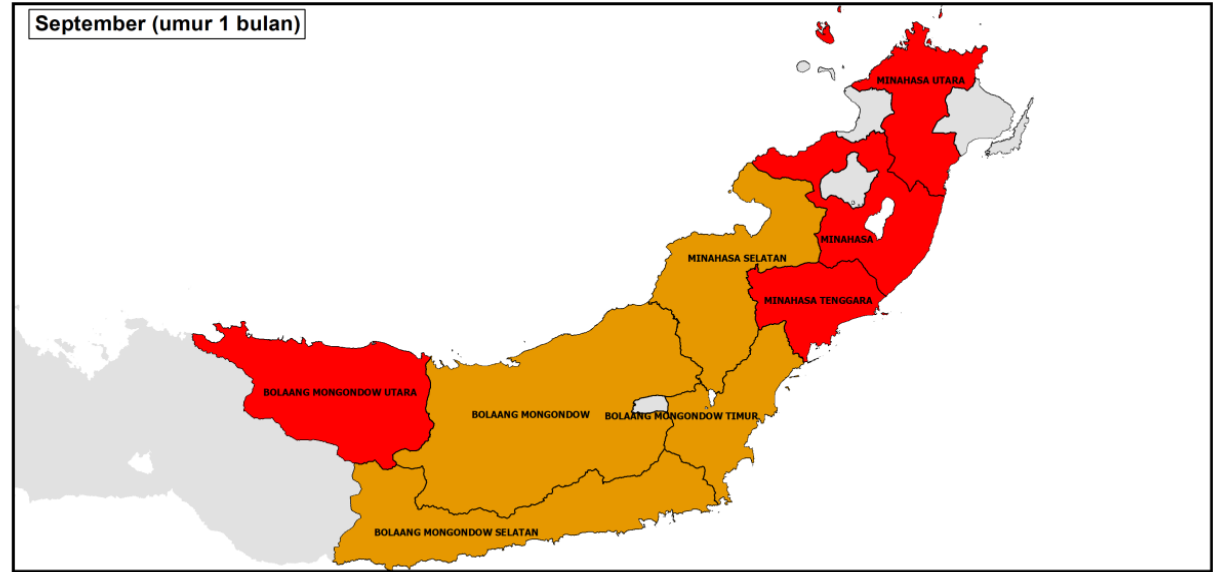 September (umur 1 bulan)
MINAHASA UTARA
MINAHASA
MINAHASA SELATAN
MINAHASA TENGGARA
BOLAANG MONGONDOW UTARA
BOLAANG MONGONDOW
BOLAANG MONGONDOW TIMUR
BOLAANG MONGONDOW SELATAN